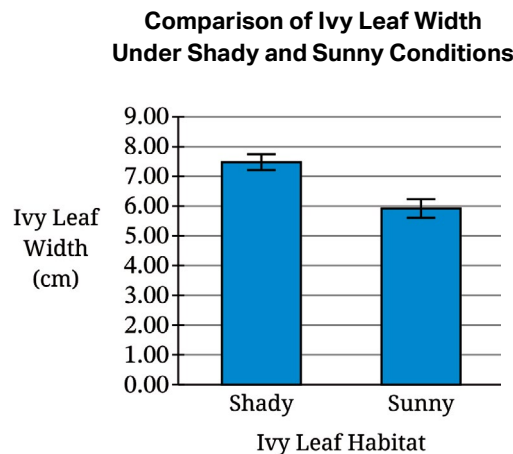 Comparison of Ivy Leaf Width
Under Shady and Sunny Conditions
9.00
8.00
7.00
6.00
5.00
4.00
3.00
2.00
1.00
0.00
Ivy Leaf
Width
(cm)
Shady
Sunny
Ivy Leaf Habitat